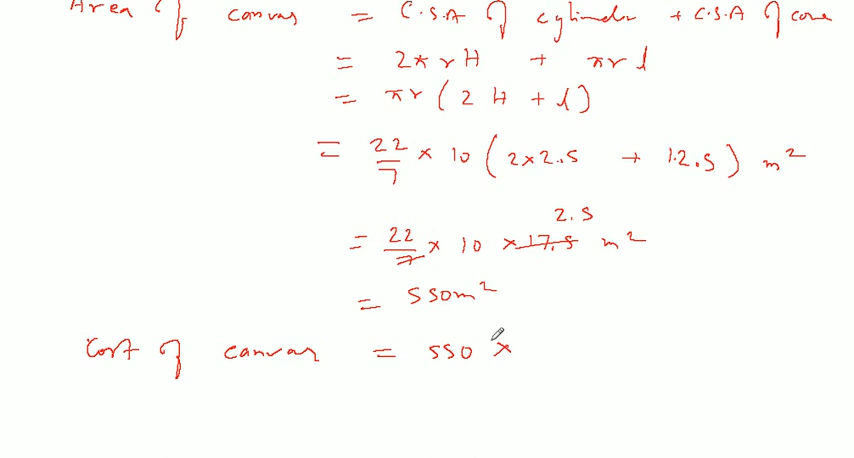 Area of canvas = C.S.A of cylinder + C.S.A of cone
= 2πrH + πrl
= πr(2H + l)
= 22/7 × 10 (2×2.5 + 12.5) m²
2.5
= 22/7 × 10 × 17.5 m²
= 550m²
Cost of canvas = 550 ×